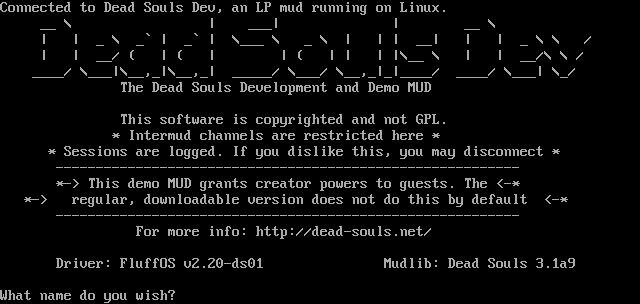 Connected to Dead Souls Dev, an LP mud running on Linux.
Dead Souls Dev
The Dead Souls Development and Demo MUD
This software is copyrighted and not GPL.
* Intermud channels are restricted here *
* Sessions are logged. If you dislike this, you may disconnect *
----------------------------------------------------------
*-> This demo MUD grants creator powers to guests. The <-*
*-> regular, downloadable version does not do this by default <-*
----------------------------------------------------------
For more info: http://dead-souls.net/
Driver: FluffOS v2.20-ds01 Mudlib: Dead Souls 3.1a9
What name do you wish?